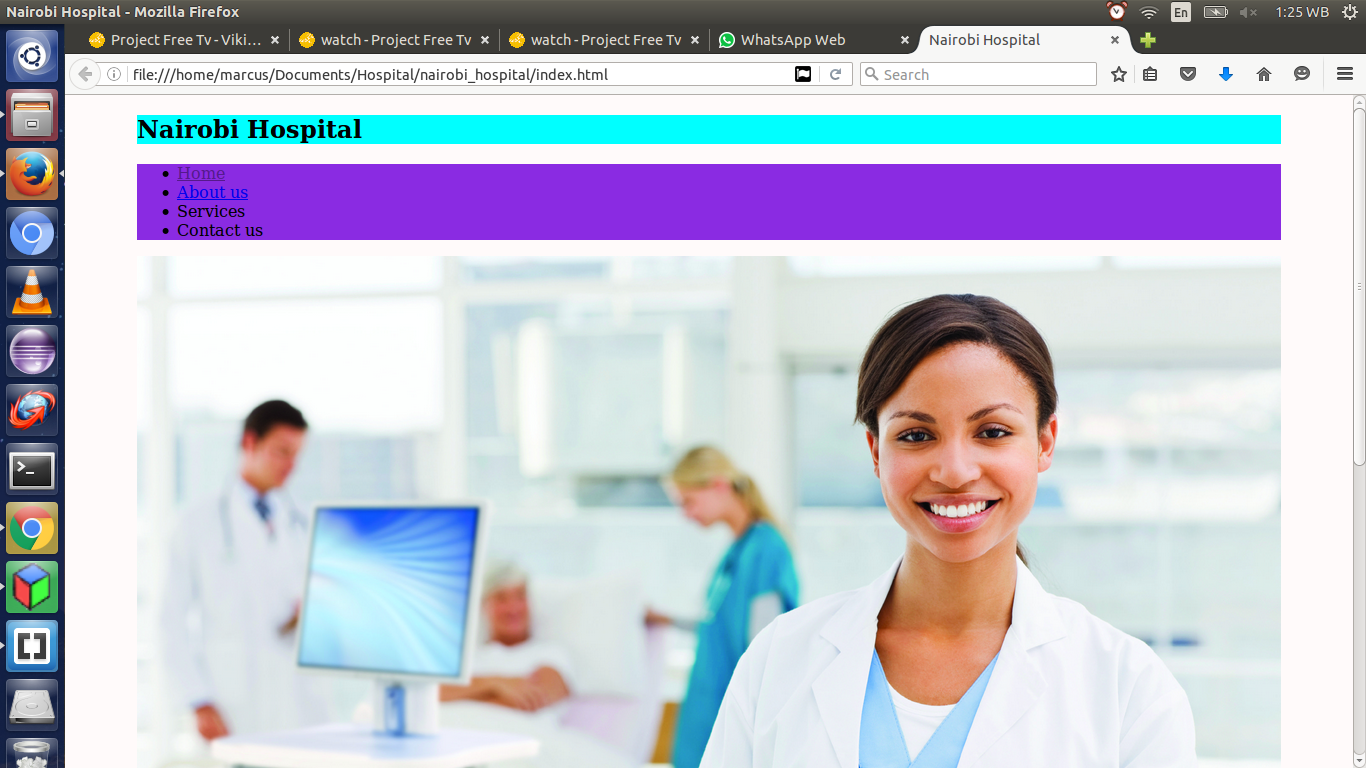 Nairobi Hospital - Mozilla Firefox
En
1:25 WB
Project Free Tv - Viki...
watch - Project Free Tv
watch - Project Free Tv
WhatsApp Web
Nairobi Hospital
file:///home/marcus/Documents/Hospital/nairobi_hospital/index.html
Search
Nairobi Hospital
Home
About us
Services
Contact us